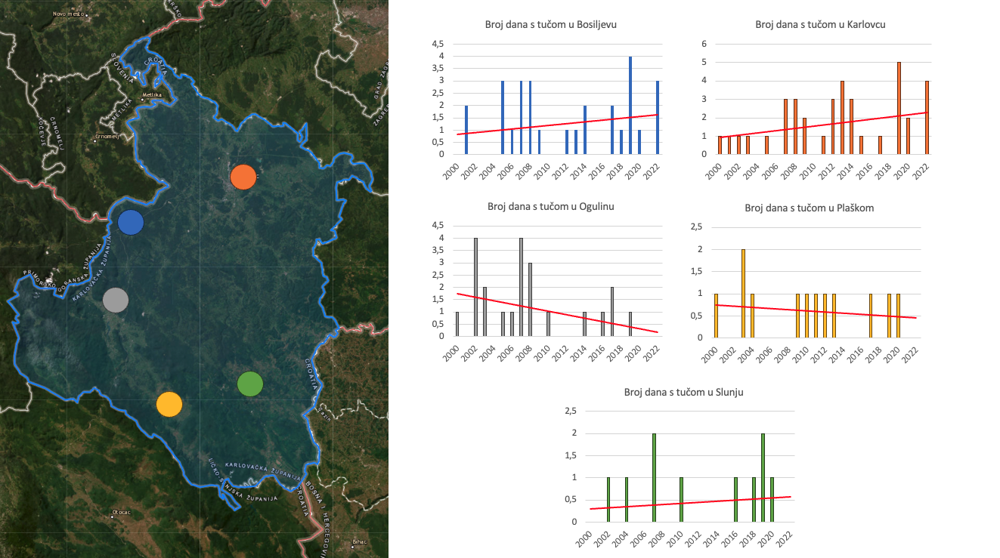 Novo mesto
KRŠKO
SLOVENIA
CROATIA
Metlika
METLIKA
GRAD ZAGREB
ZAGREB
KOČEVJE
ČRNOMELJ
Črnomelj
PRIMORSKO-GORANSKA ŽUPANIJA
KARLOVAČKA ŽUPANIJA
CROATIA
Cazin
KARLOVAČKA ŽUPANIJA
LIČKO-SENJSKA ŽUPANIJA
CROATIA
BOSNA I HERCEGOVINA
Otočac
Bihać
Broj dana s tučom u Bosiljevu
4,5
4
3,5
3
2,5
2
1,5
1
0,5
0
2000 2002 2004 2006 2008 2010 2012 2014 2016 2018 2020 2022
Broj dana s tučom u Karlovcu
6
5
4
3
2
1
0
2000 2002 2004 2006 2008 2010 2012 2014 2016 2018 2020 2022
Broj dana s tučom u Ogulinu
4,5
4
3,5
3
2,5
2
1,5
1
0,5
0
2000 2002 2004 2006 2008 2010 2012 2014 2016 2018 2020 2022
Broj dana s tučom u Plaškom
2,5
2
1,5
1
0,5
0
2000 2002 2004 2006 2008 2010 2012 2014 2016 2018 2020 2022
Broj dana s tučom u Slunju
2,5
2
1,5
1
0,5
0
2000 2002 2004 2006 2008 2010 2012 2014 2016 2018 2020 2022